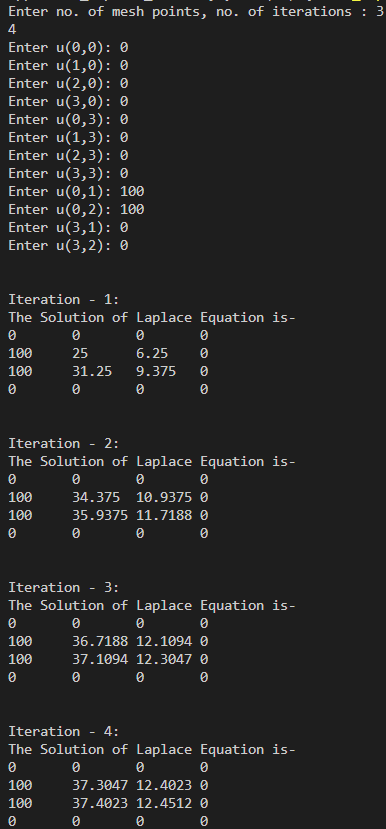 Enter no. of mesh points, no. of iterations : 3
4
Enter u(0,0): 0
Enter u(1,0): 0
Enter u(2,0): 0
Enter u(3,0): 0
Enter u(0,3): 0
Enter u(1,3): 0
Enter u(2,3): 0
Enter u(3,3): 0
Enter u(0,1): 100
Enter u(0,2): 100
Enter u(3,1): 0
Enter u(3,2): 0
Iteration - 1:
The Solution of Laplace Equation is-
0 0 0 0
100 25 6.25 0
100 31.25 9.375 0
0 0 0 0
Iteration - 2:
The Solution of Laplace Equation is-
0 0 0 0
100 34.375 10.9375 0
100 35.9375 11.7188 0
0 0 0 0
Iteration - 3:
The Solution of Laplace Equation is-
0 0 0 0
100 36.7188 12.1094 0
100 37.1094 12.3047 0
0 0 0 0
Iteration - 4:
The Solution of Laplace Equation is-
0 0 0 0
100 37.3047 12.4023 0
100 37.4023 12.4512 0
0 0 0 0